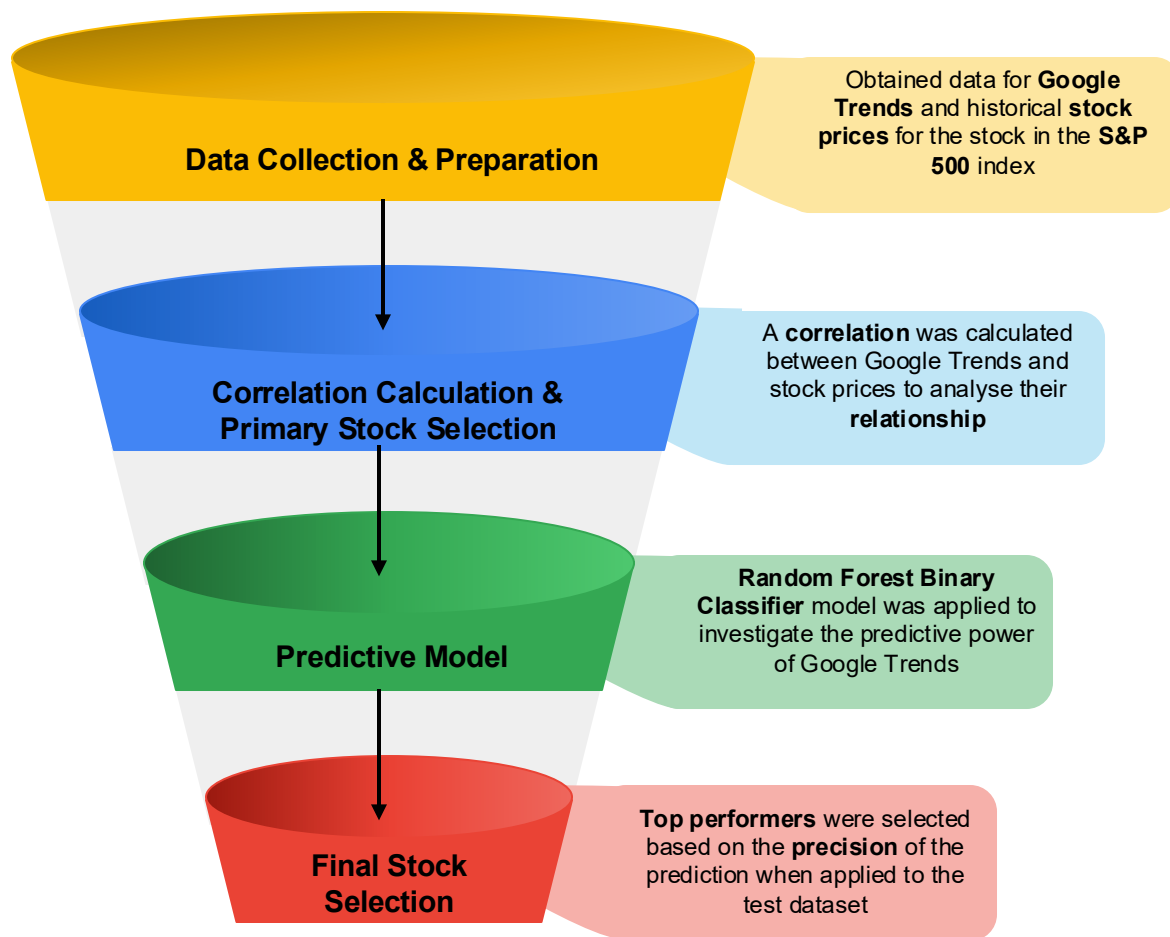 Data Collection & Preparation
Obtained data for Google
Trends and historical stock
prices for the stock in the S&P
500 index
Correlation Calculation &
Primary Stock Selection
A correlation was calculated
between Google Trends and
stock prices to analyse their
relationship
Predictive Model
Random Forest Binary
Classifier model was applied to
investigate the predictive power
of Google Trends
Final Stock
Selection
Top performers were selected
based on the precision of the
prediction when applied to the
test dataset